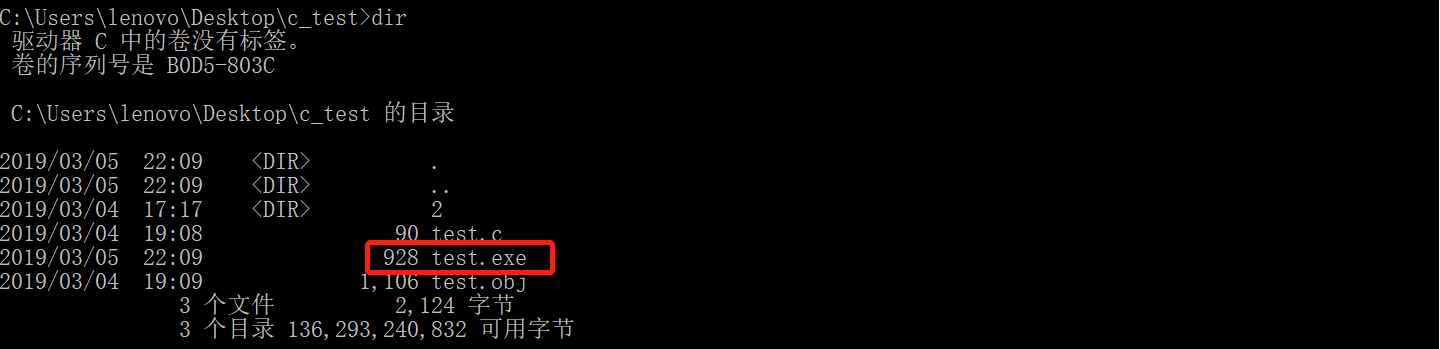 C:\Users\lenovo\Desktop\c_test>dir
驱动器 C 中的卷没有标签。
卷的序列号是 B0D5-803C
C:\Users\lenovo\Desktop\c_test 的目录
2019/03/05  22:09    <DIR>          .
2019/03/05  22:09    <DIR>          ..
2019/03/04  17:17    <DIR>          2
2019/03/04  19:08                90 test.c
2019/03/05  22:09               928 test.exe
2019/03/04  19:09             1,106 test.obj
3 个文件          2,124 字节
3 个目录 136,293,240,832 可用字节